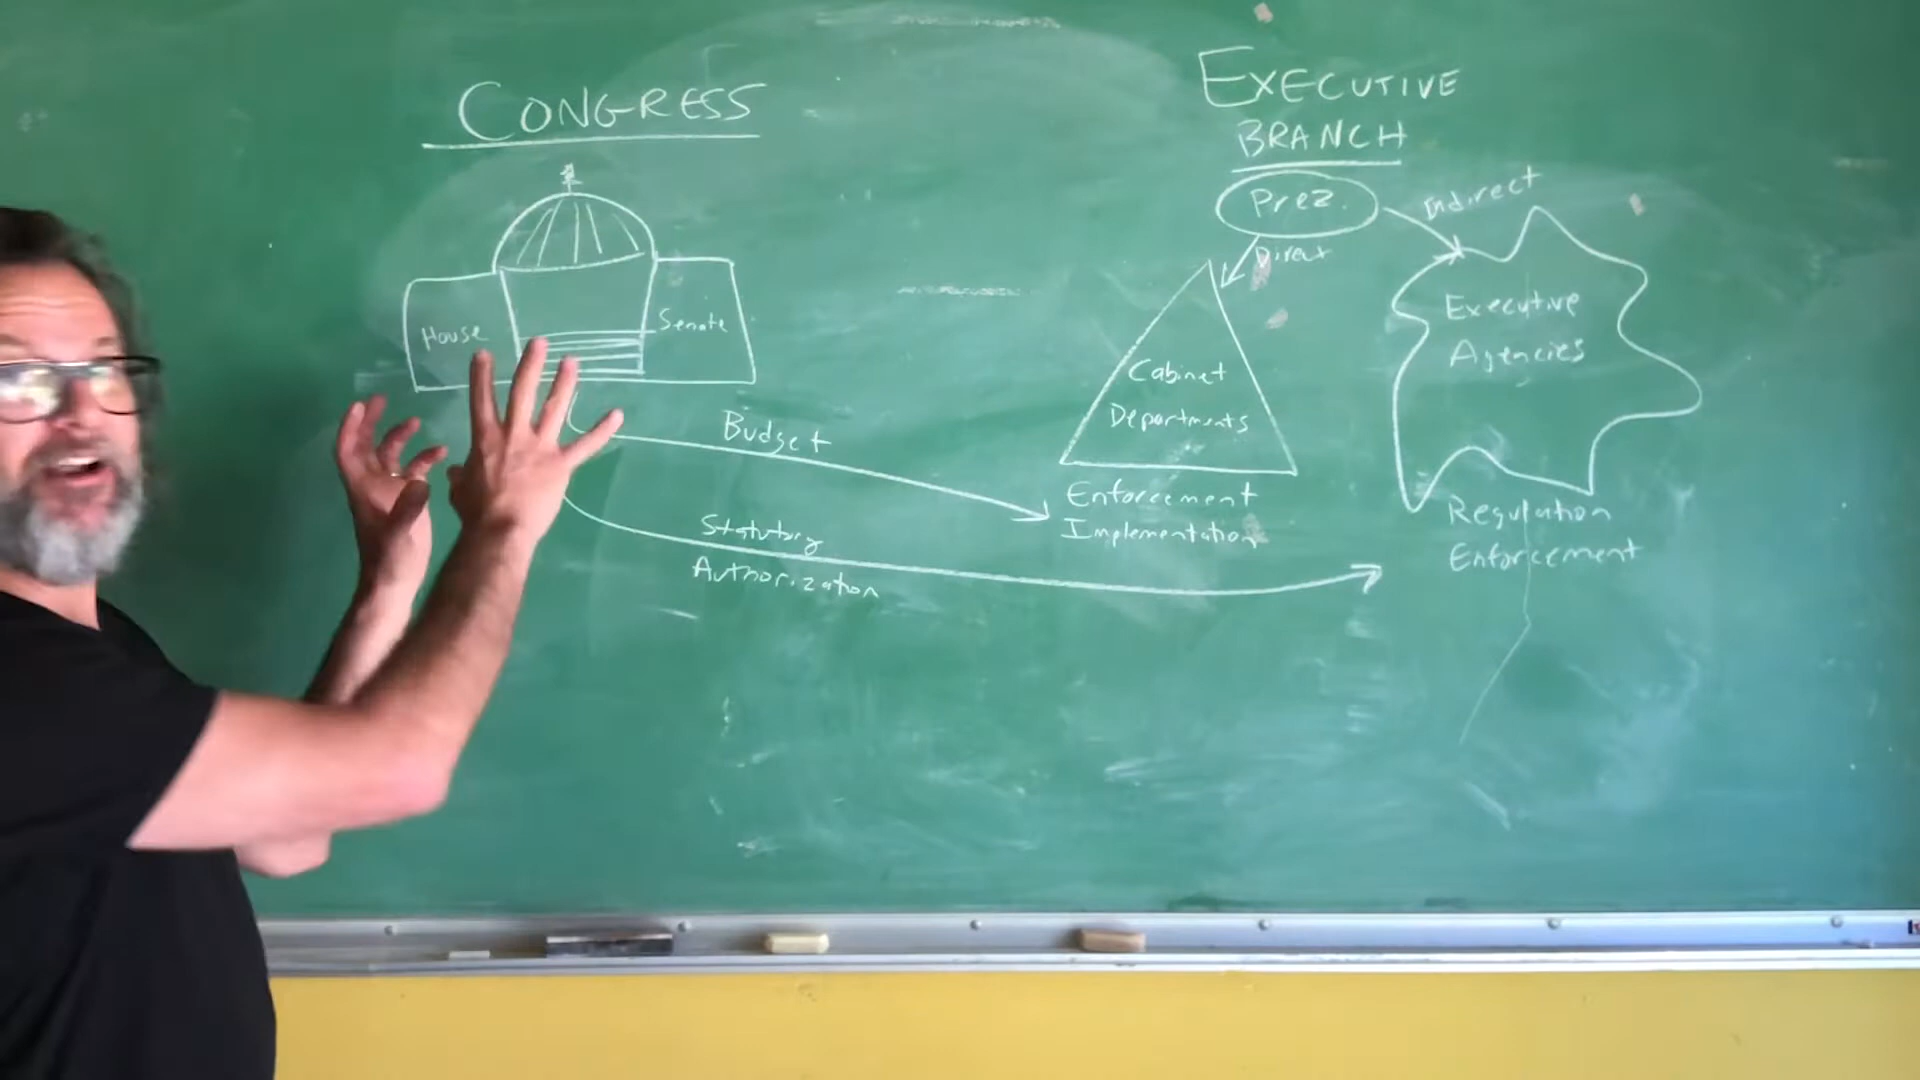 CONGRESS
House
Senate
Budget
Statutory
Authorization
EXECUTIVE
BRANCH
Prez.
Indirect
Direct
Cabinet
Departments
Enforcement
Implementation
Executive
Agencies
Regulation
Enforcement